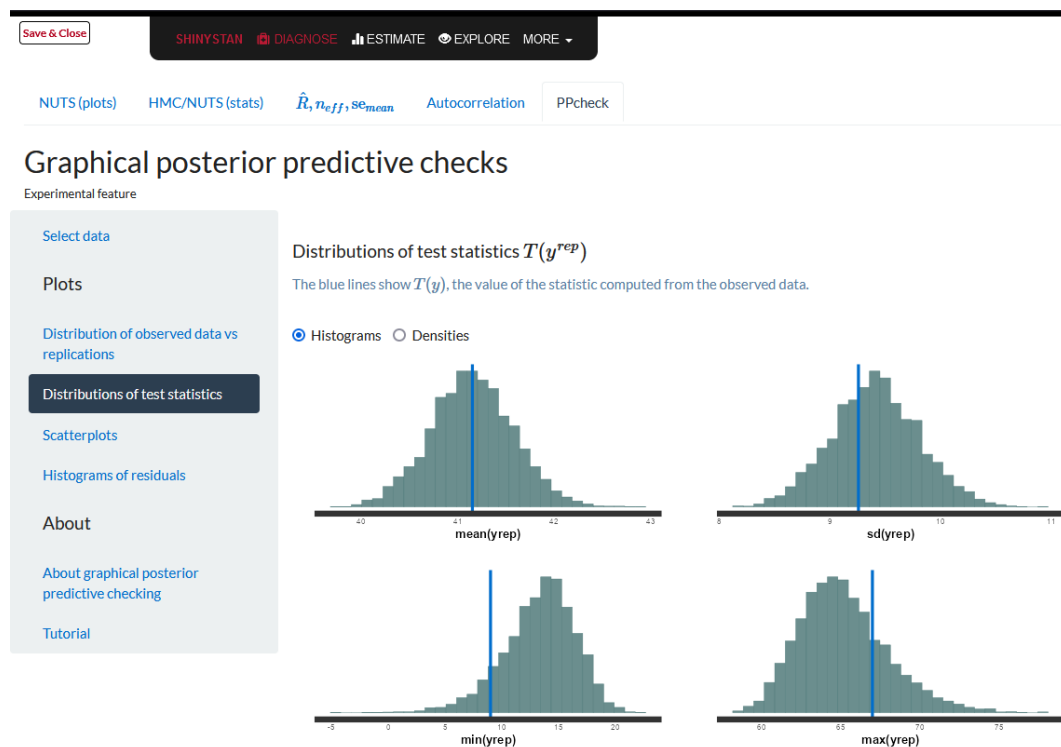 Save & Close
SHINYSTAN DIAGNOSE ESTIMATE EXPLORE MORE
NUTS (plots) HMC/NUTS (stats) R̂, n_eff, se_mean Autocorrelation PPcheck
Graphical posterior predictive checks
Experimental feature
Select data
Plots
Distribution of observed data vs
replications
Distributions of test statistics
Scatterplots
Histograms of residuals
About
About graphical posterior
predictive checking
Tutorial
Distributions of test statistics T(y^rep)
The blue lines show T(y), the value of the statistic computed from the observed data.
Histograms Densities
40 41 42 43
mean(yrep)
8 9 10 11
sd(yrep)
-5 0 5 10 15 20
min(yrep)
60 65 70 75
max(yrep)